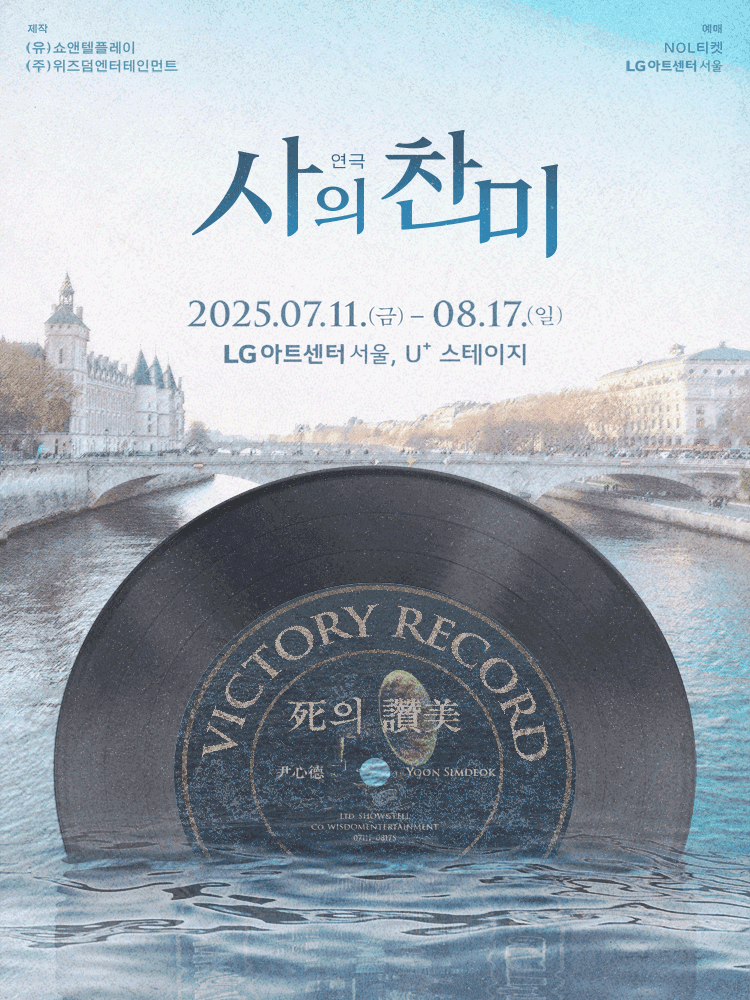 제작
(유)쇼앤텔플레이
(주)위즈덤엔터테인먼트
예매
NOL티켓
LG아트센터 서울
연극
사의찬미
2025.07.11.(금) – 08.17.(일)
LG아트센터 서울, U+ 스테이지
VICTORY RECORD
死의 讚美
尹心德
YOON SIMDEOK
LTD. SHOW&TELL
CO. WISDOMENTERTAINMENT